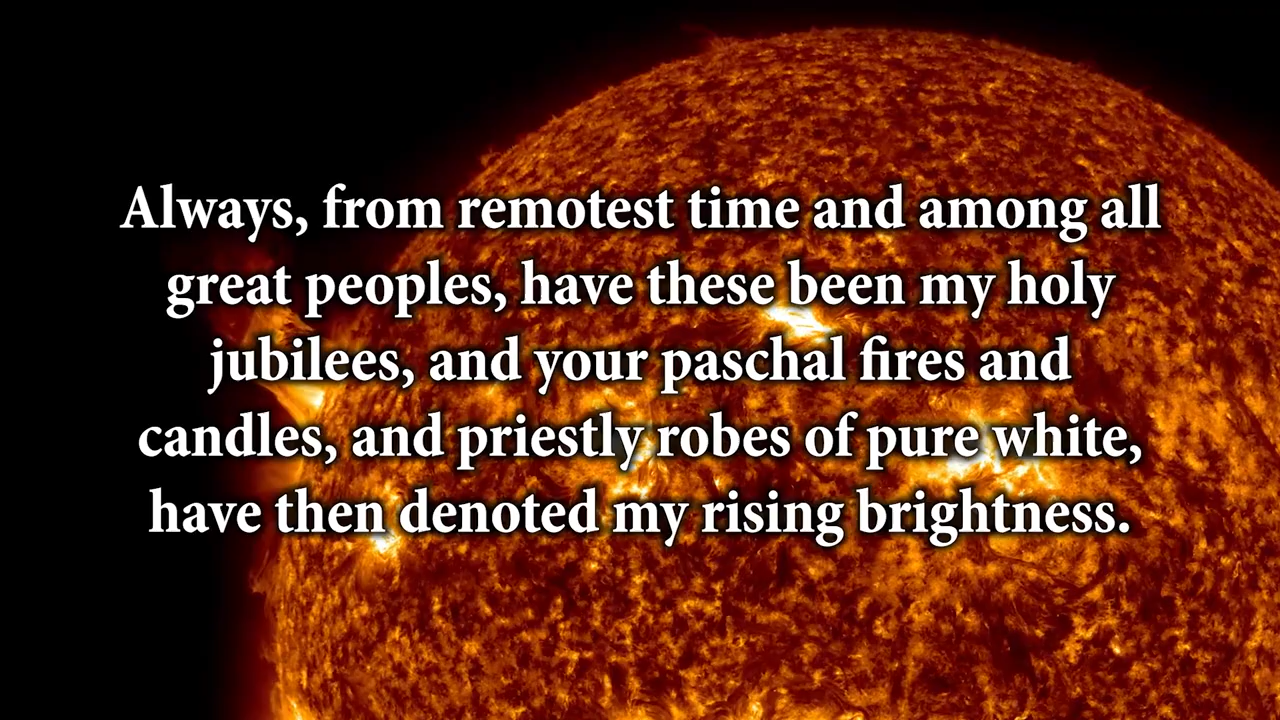 Always, from remotest time and among all
great peoples, have these been my holy
jubilees, and your paschal fires and
candles, and priestly robes of pure white,
have then denoted my rising brightness.